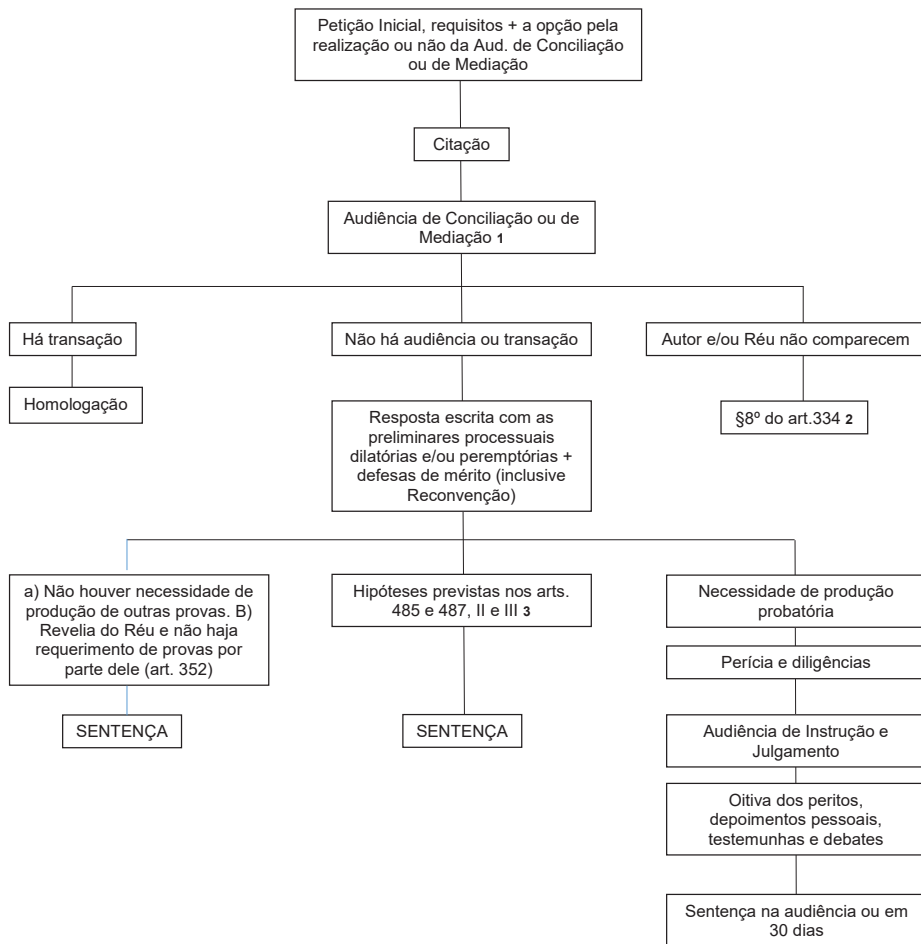 Petição Inicial, requisitos + a opção pela
realização ou não da Aud. de Conciliação
ou de Mediação
Citação
Audiência de Conciliação ou de
Mediação 1
Há transação
Não há audiência ou transação
Autor e/ou Réu não comparecem
Homologação
§8º do art.334 2
Resposta escrita com as
preliminares processuais
dilatórias e/ou peremptórias +
defesas de mérito (inclusive
Reconvenção)
a) Não houver necessidade de
produção de outras provas. B)
Revelia do Réu e não haja
requerimento de provas por
parte dele (art. 352)
SENTENÇA
Hipóteses previstas nos arts.
485 e 487, II e III 3
SENTENÇA
Necessidade de produção
probatória
Perícia e diligências
Audiência de Instrução e
Julgamento
Oitiva dos peritos,
depoimentos pessoais,
testemunhas e debates
Sentença na audiência ou em
30 dias